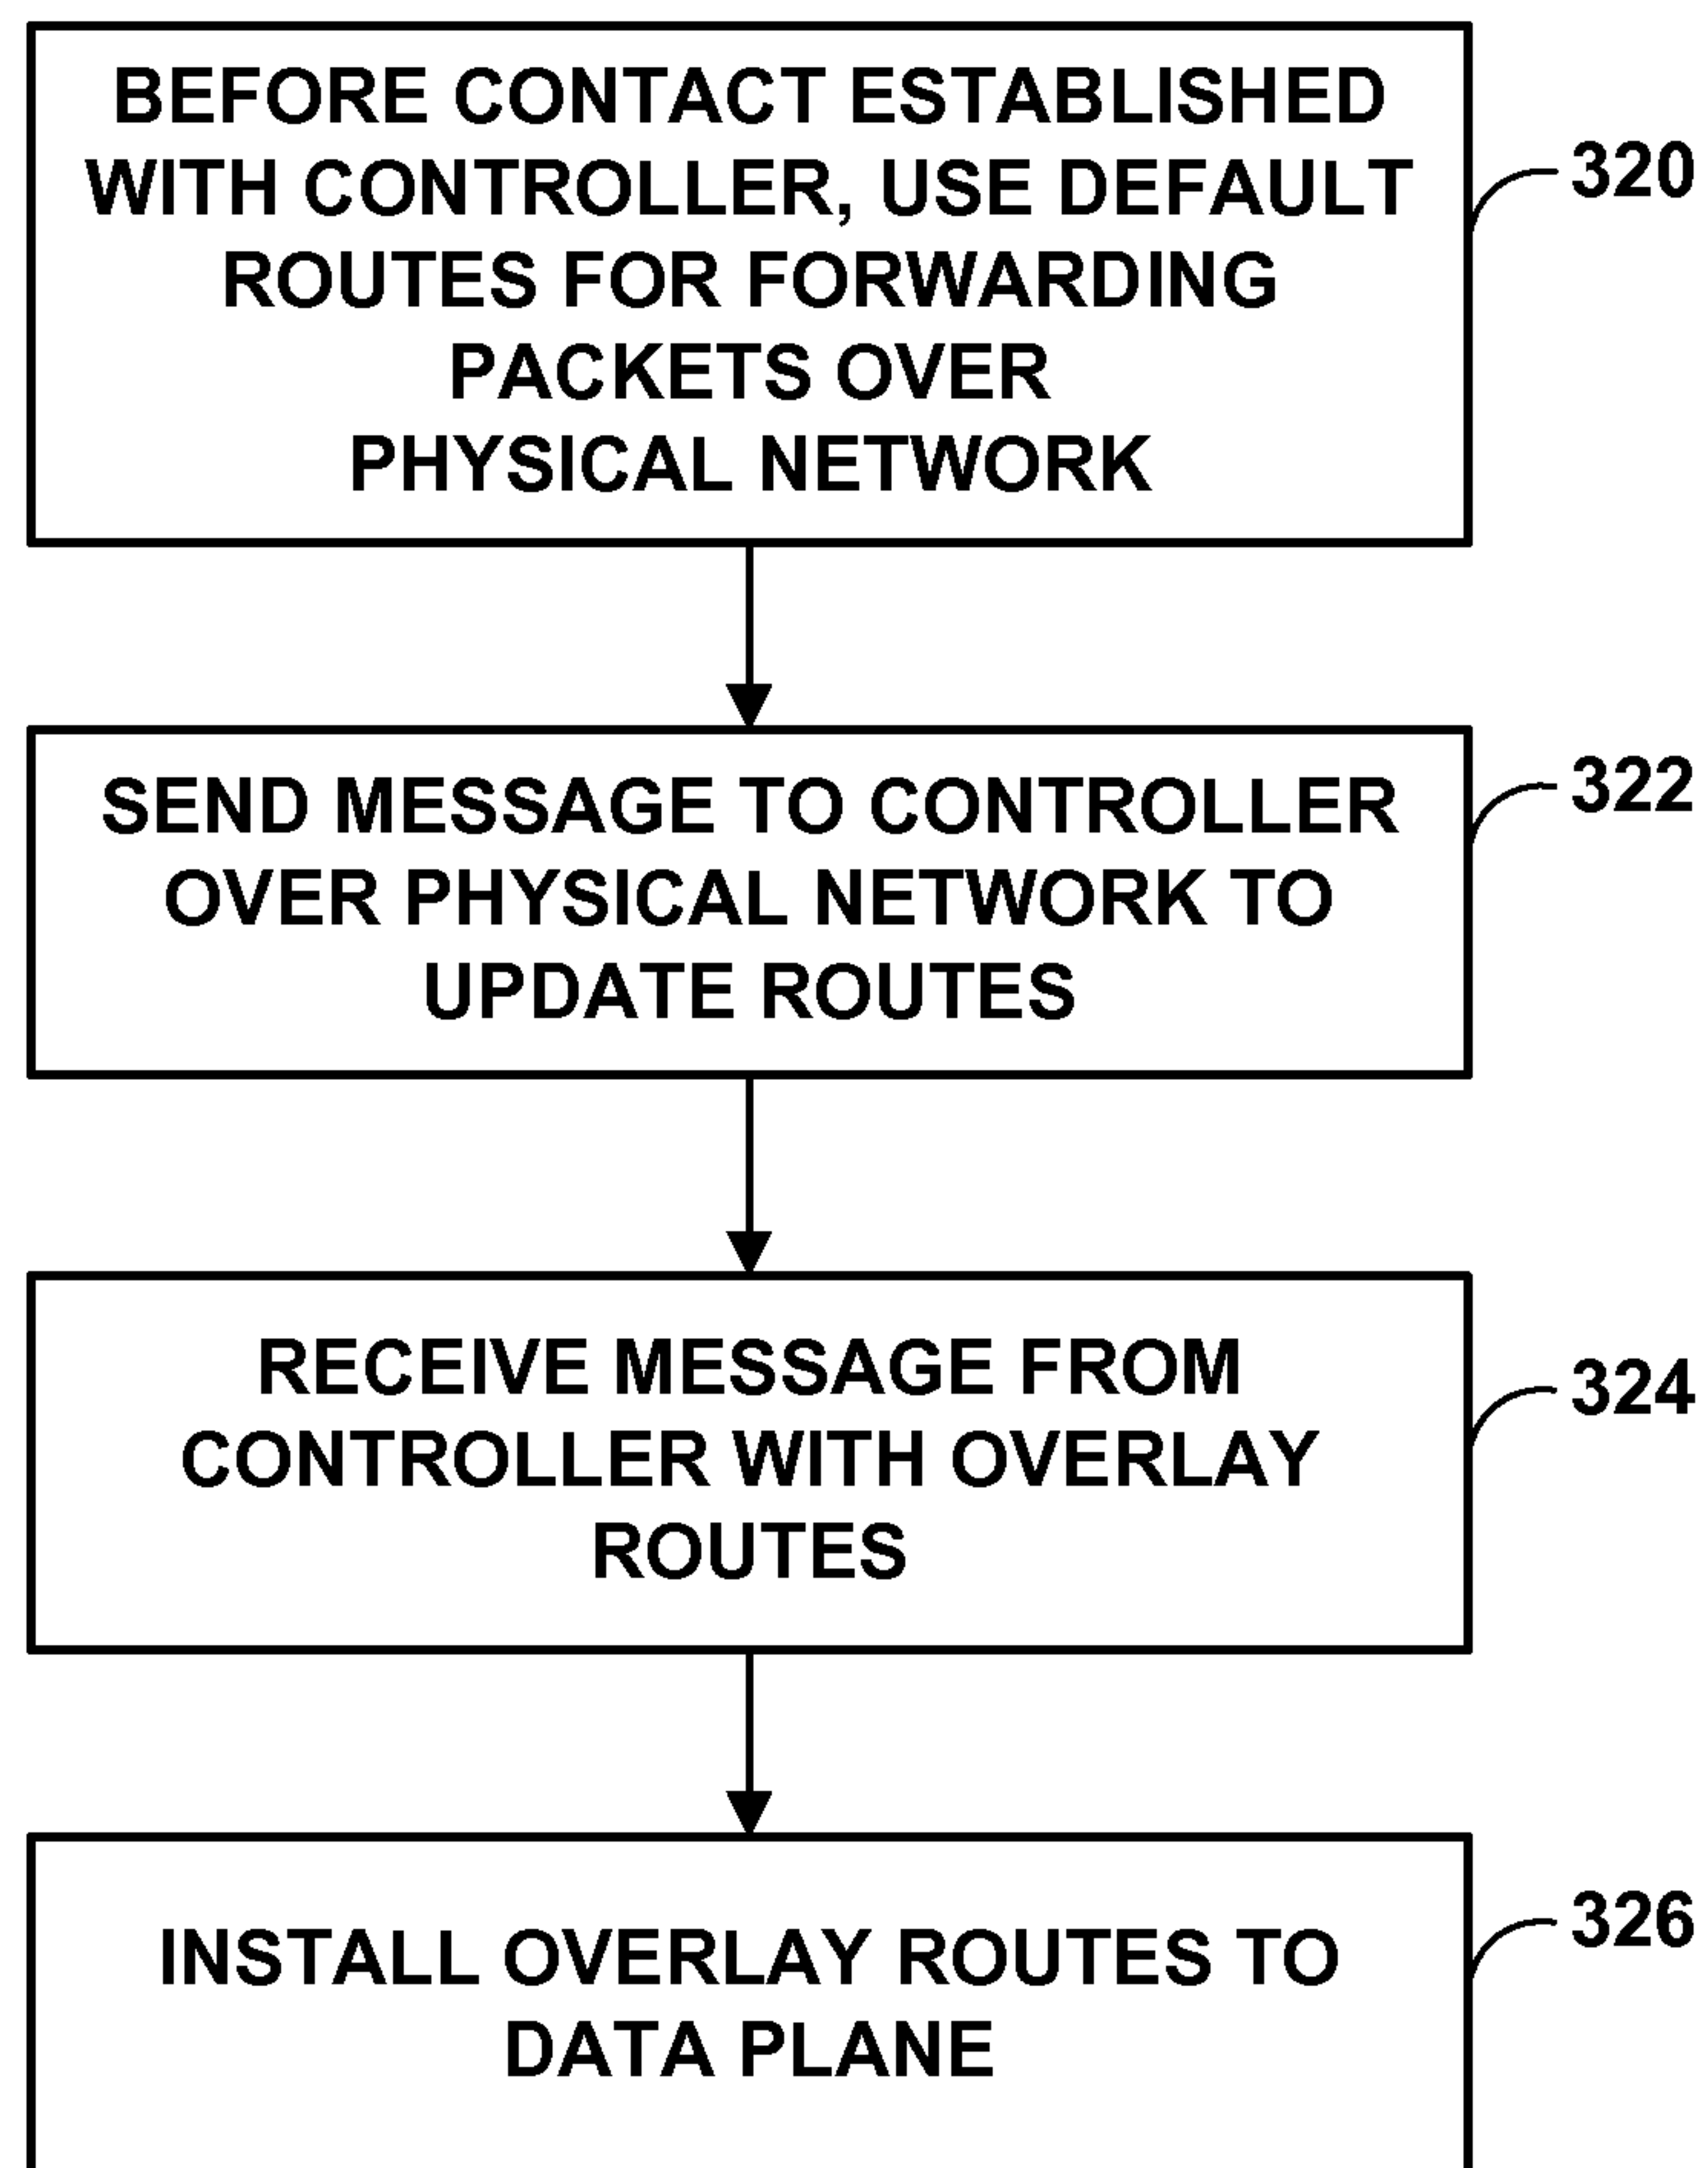 BEFORE CONTACT ESTABLISHED
WITH CONTROLLER, USE DEFAULT
ROUTES FOR FORWARDING
PACKETS OVER
PHYSICAL NETWORK
320
SEND MESSAGE TO CONTROLLER
OVER PHYSICAL NETWORK TO
UPDATE ROUTES
322
RECEIVE MESSAGE FROM
CONTROLLER WITH OVERLAY
ROUTES
324
INSTALL OVERLAY ROUTES TO
DATA PLANE
326